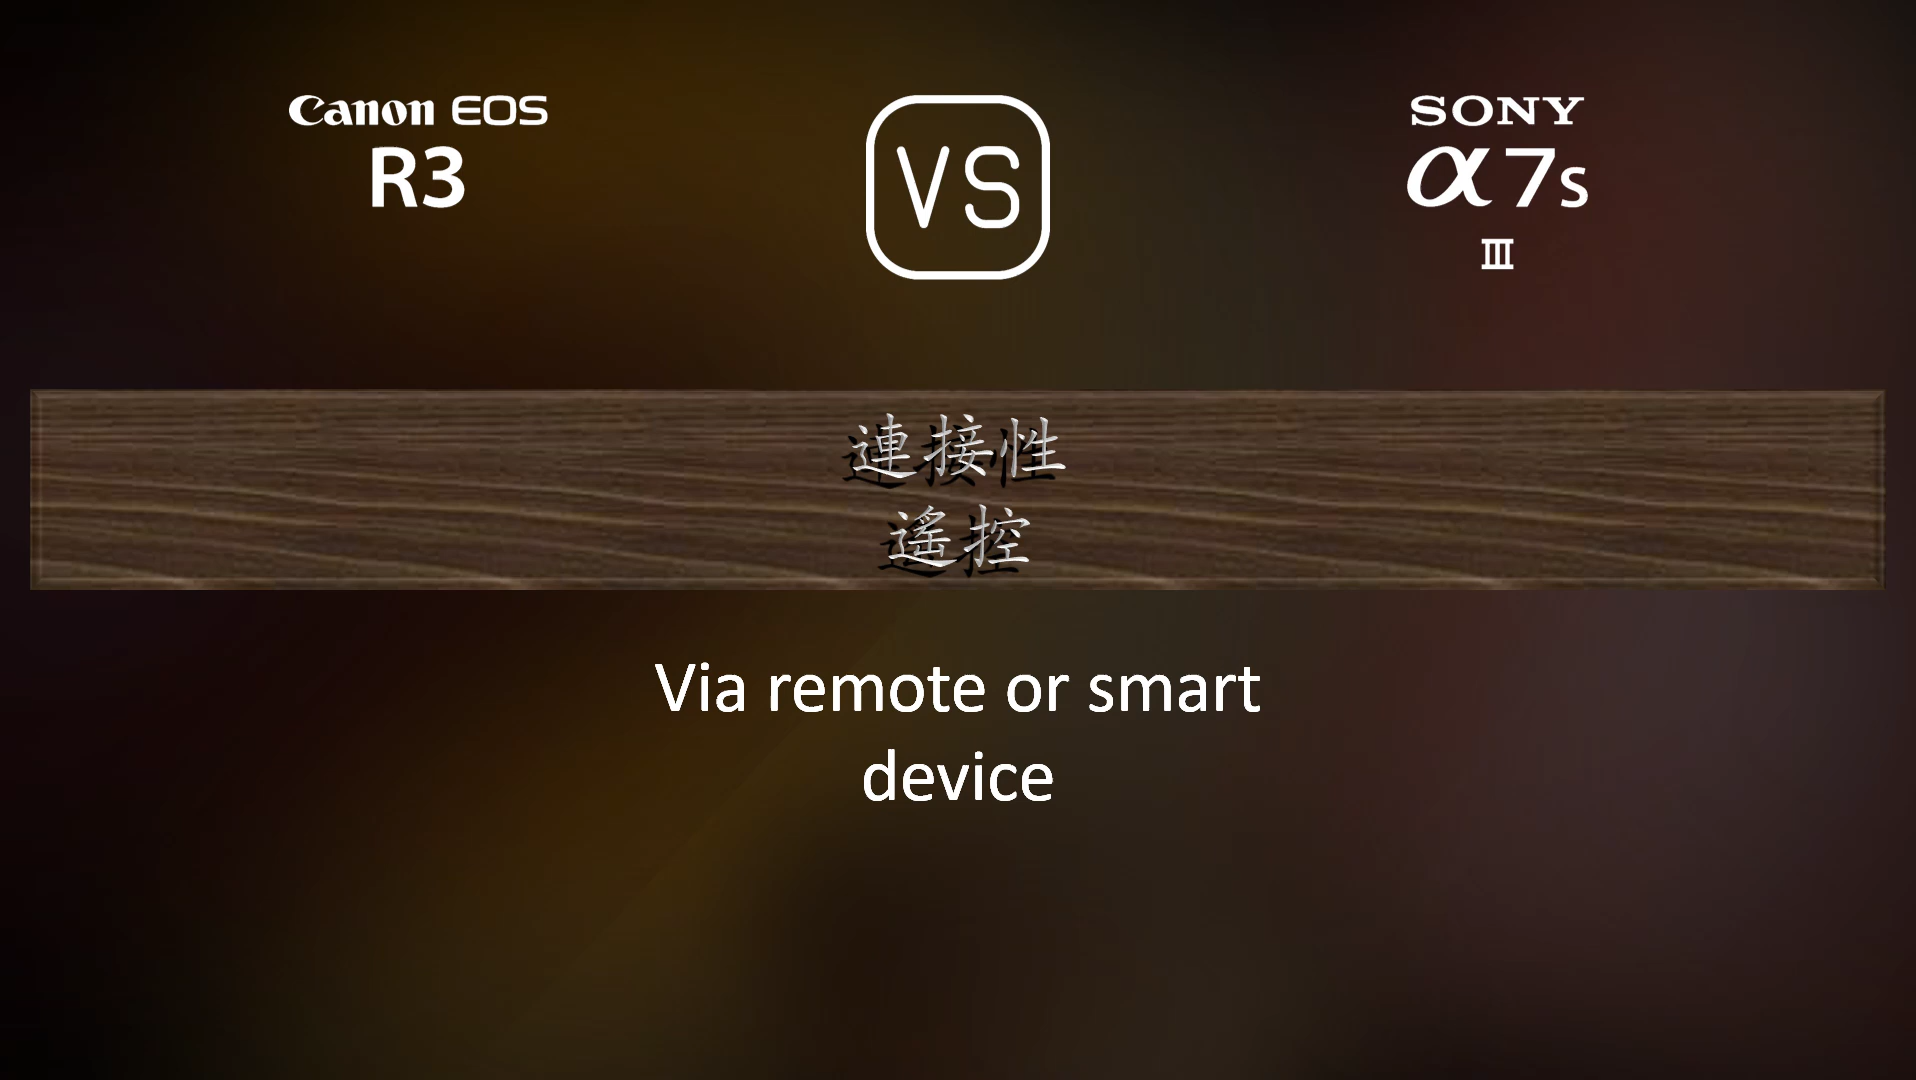 Canon EOS
R3
VS
SONY
α7s
III
連接性
遙控
Via remote or smart
device